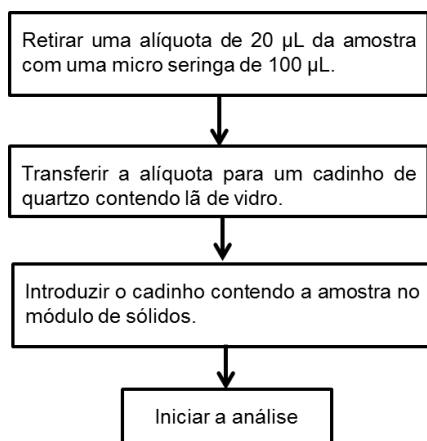 Retirar uma alíquota de 20 µL da amostra
com uma micro seringa de 100 µL.
Transferir a alíquota para um cadinho de
quartzo contendo lã de vidro.
Introduzir o cadinho contendo a amostra no
módulo de sólidos.
Iniciar a análise